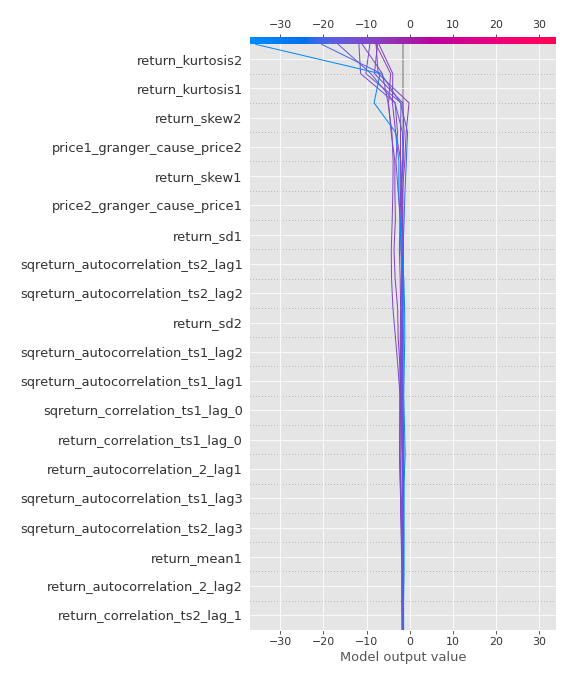 −30 −20 −10 0 10 20 30
return_kurtosis2
return_kurtosis1
return_skew2
price1_granger_cause_price2
return_skew1
price2_granger_cause_price1
return_sd1
sqreturn_autocorrelation_ts2_lag1
sqreturn_autocorrelation_ts2_lag2
return_sd2
sqreturn_autocorrelation_ts1_lag2
sqreturn_autocorrelation_ts1_lag1
sqreturn_correlation_ts1_lag_0
return_correlation_ts1_lag_0
return_autocorrelation_2_lag1
sqreturn_autocorrelation_ts1_lag3
sqreturn_autocorrelation_ts2_lag3
return_mean1
return_autocorrelation_2_lag2
return_correlation_ts2_lag_1
−30 −20 −10 0 10 20 30
Model output value